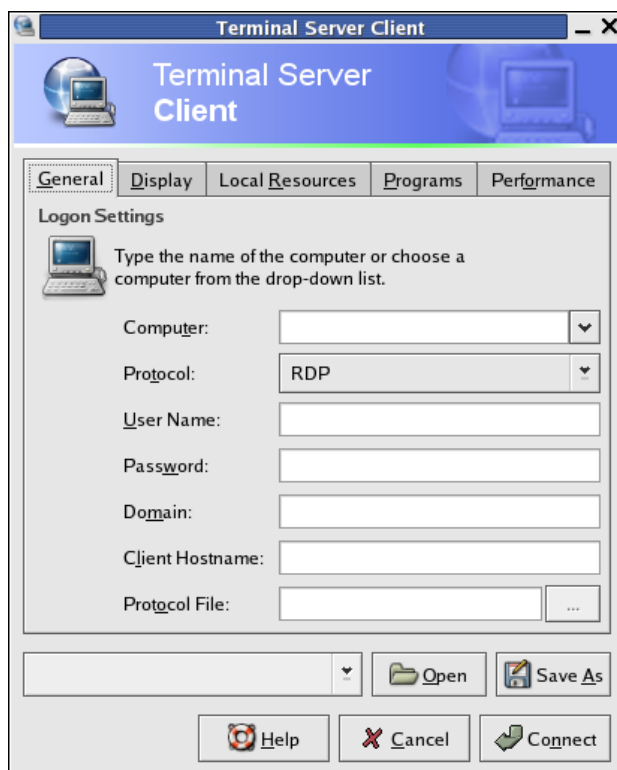 Terminal Server Client
Terminal Server
Client
General Display Local Resources Programs Performance
Logon Settings
Type the name of the computer or choose a
computer from the drop-down list.
Computer:
Protocol: RDP
User Name:
Password:
Domain:
Client Hostname:
Protocol File: ...
Open Save As
Help Cancel Connect